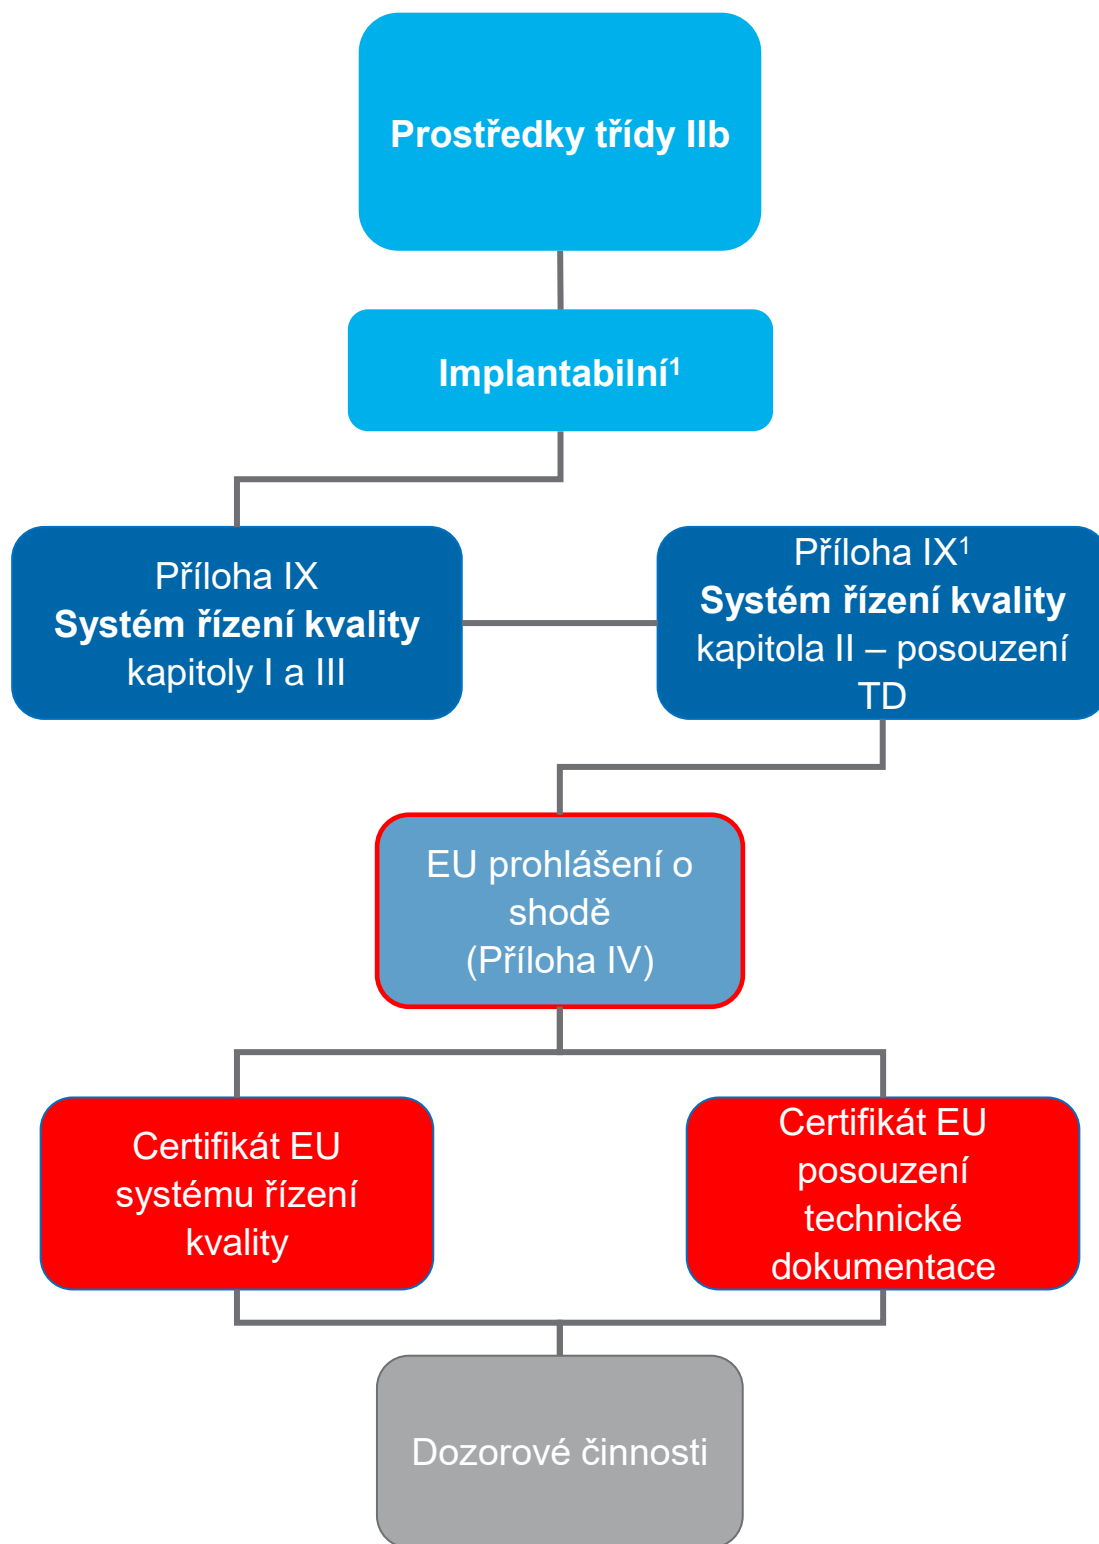 Prostředky třídy IIb
Implantabilní¹
Příloha IX
Systém řízení kvality
kapitoly I a III
Příloha IX¹
Systém řízení kvality
kapitola II – posouzení
TD
EU prohlášení o
shodě
(Příloha IV)
Certifikát EU
systému řízení
kvality
Certifikát EU
posouzení
technické
dokumentace
Dozorové činnosti